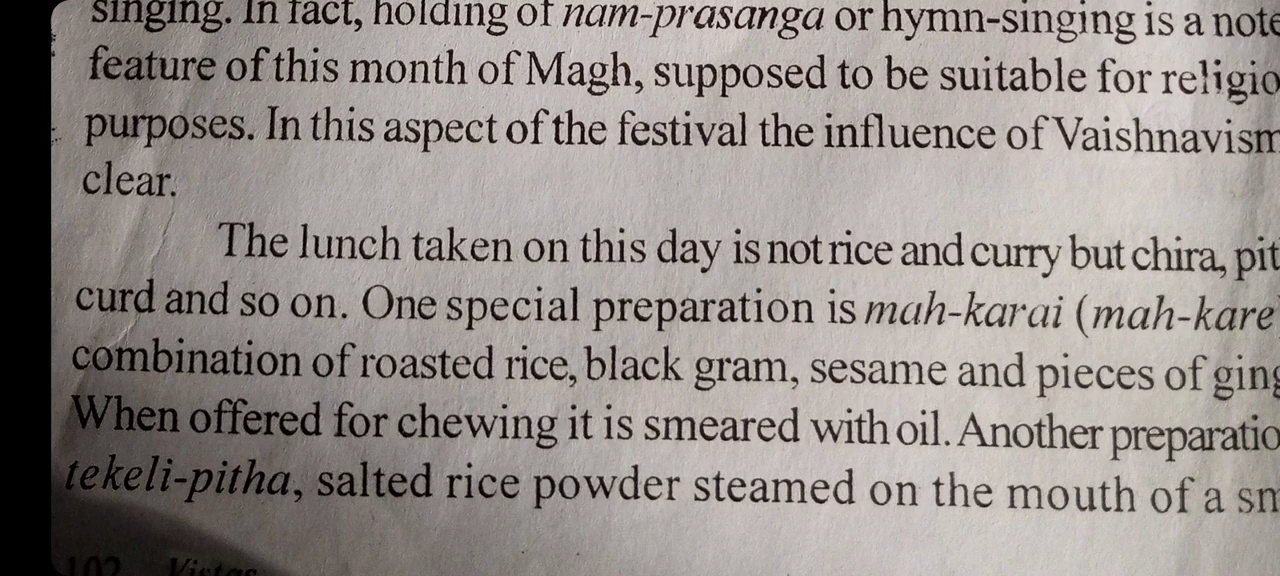 singing. In fact, holding of nam-prasanga or hymn-singing is a note
feature of this month of Magh, supposed to be suitable for religio
purposes. In this aspect of the festival the influence of Vaishnavism
clear.
The lunch taken on this day is not rice and curry but chira, pit
curd and so on. One special preparation is mah-karai (mah-kare
combination of roasted rice, black gram, sesame and pieces of ging
When offered for chewing it is smeared with oil. Another preparatio
tekeli-pitha, salted rice powder steamed on the mouth of a sm
102 Vistas